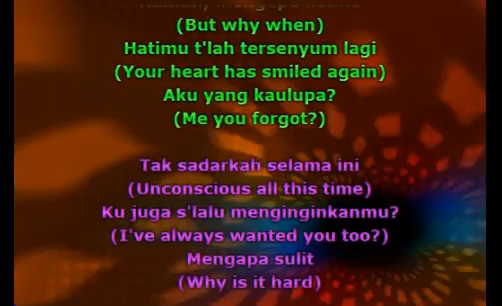 (But why when)
Hatimu t'lah tersenyum lagi
(Your heart has smiled again)
Aku yang kaulupa?
(Me you forgot?)
Tak sadarkah selama ini
(Unconscious all this time)
Ku juga s'lalu menginginkanmu?
(I've always wanted you too?)
Mengapa sulit
(Why is it hard)